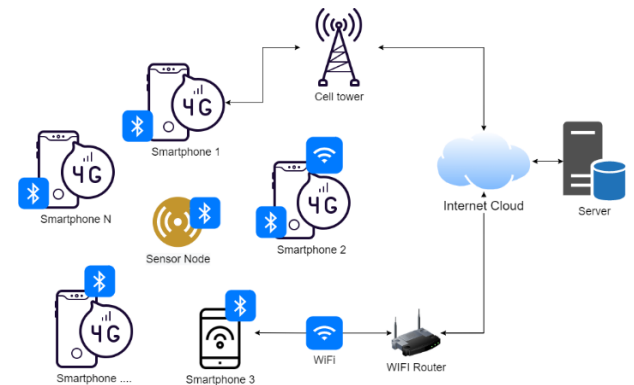 Cell tower
4G
Smartphone 1
4G
Smartphone N
4G
Smartphone 2
Sensor Node
Internet Cloud
Server
4G
Smartphone ....
Smartphone 3
WiFi
WIFI Router